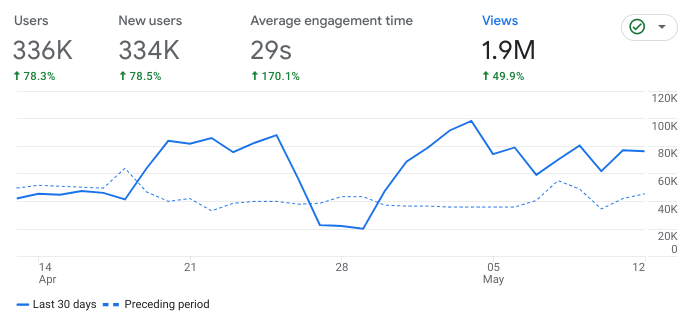 Users New users Average engagement time Views
336K 334K 29s 1.9M
↑ 78.3% ↑ 78.5% ↑ 170.1% ↑ 49.9%
120K
100K
80K
60K
40K
20K
0
14 21 28 05 12
Apr May
Last 30 days Preceding period